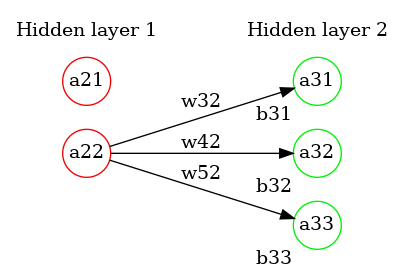 Hidden layer 1
Hidden layer 2
a21
a31
w32
b31
a22
w42
a32
w52
b32
a33
b33